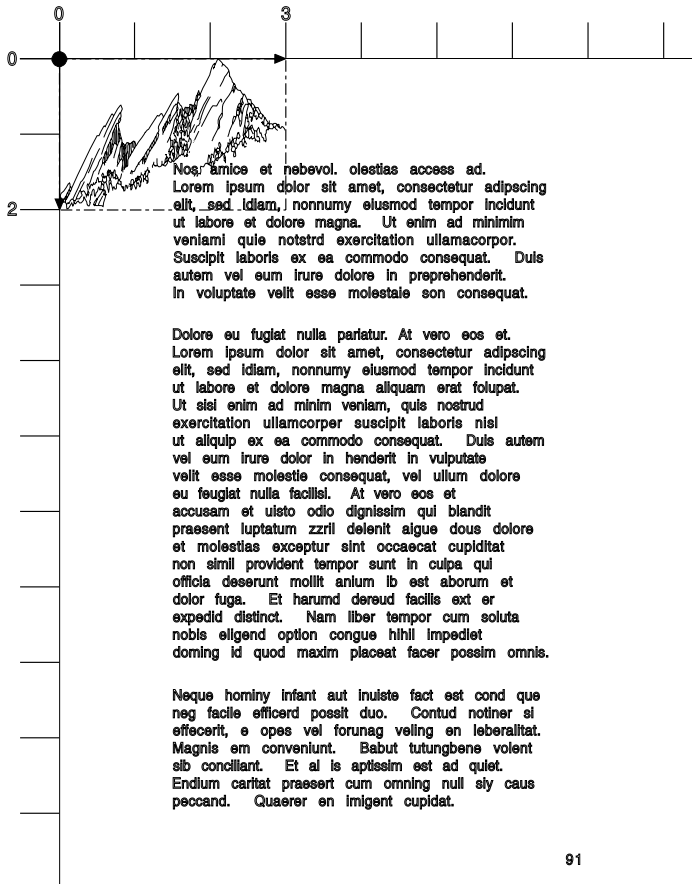 0 3
0
2
Nos amice et nebevol. olestias access ad.
Lorem ipsum dolor sit amet, consectetur adipscing
elit, sed idiam, nonnumy eiusmod tempor incidunt
ut labore et dolore magna. Ut enim ad minimim
veniami quie notstrd exercitation ullamacorpor.
Suscipit laboris ex ea commodo consequat. Duis
autem vel eum irure dolore in preprehenderit.
In voluptate velit esse molestaie son consequat.
Dolore eu fugiat nulla pariatur. At vero eos et.
Lorem ipsum dolor sit amet, consectetur adipscing
elit, sed idiam, nonnumy eiusmod tempor incidunt
ut labore et dolore magna aliquam erat folupat.
Ut sisi enim ad minim veniam, quis nostrud
exercitation ullamcorper suscipit laboris nisl
ut aliquip ex ea commodo consequat. Duis autem
vel eum irure dolor in henderit in vulputate
velit esse molestie consequat, vel ullum dolore
eu feugiat nulla facilisi. At vero eos et
accusam et uisto odio dignissim qui blandit
praesent luptatum zzril delenit aigue dous dolore
et molestias exceptur sint occaecat cupiditat
non simil provident tempor sunt in culpa qui
officia deserunt mollit anium ib est aborum et
dolor fuga. Et harumd dereud facilis ext er
expedid distinct. Nam liber tempor cum soluta
nobis eligend option congue hihil impediet
doming id quod maxim placeat facer possim omnis.
Neque hominy infant aut inuiste fact est cond que
neg facile efficerd possit duo. Contud notiner si
effecerit, e opes vel forunag veling en leberalitat.
Magnis em conveniunt. Babut tutungbene volent
sib conciliant. Et al is aptissim est ad quiet.
Endium caritat praesert cum omning null siy caus
peccand. Quaerer en imigent cupidat.
91